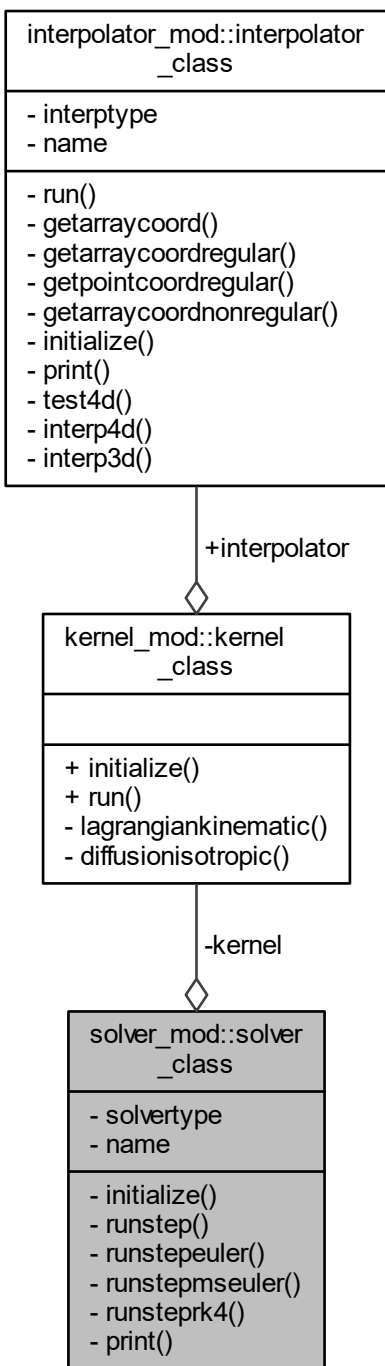 interpolator_mod::interpolator
_class
- interptype
- name
- run()
- getarraycoord()
- getarraycoordregular()
- getpointcoordregular()
- getarraycoordnonregular()
- initialize()
- print()
- test4d()
- interp4d()
- interp3d()
+interpolator
kernel_mod::kernel
_class
+ initialize()
+ run()
- lagrangiankinematic()
- diffusionisotropic()
-kernel
solver_mod::solver
_class
- solvertype
- name
- initialize()
- runstep()
- runstepeuler()
- runstepmseuler()
- runsteprk4()
- print()